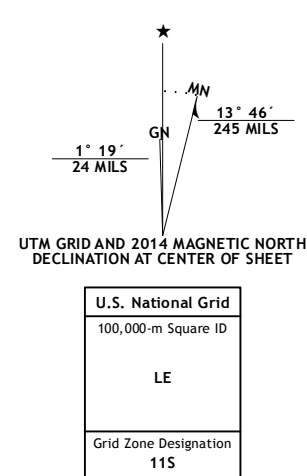 ★
MN
13° 46´
245 MILS
GN
1° 19´
24 MILS
UTM GRID AND 2014 MAGNETIC NORTH
DECLINATION AT CENTER OF SHEET
U.S. National Grid
100,000-m Square ID
LE
Grid Zone Designation
11S